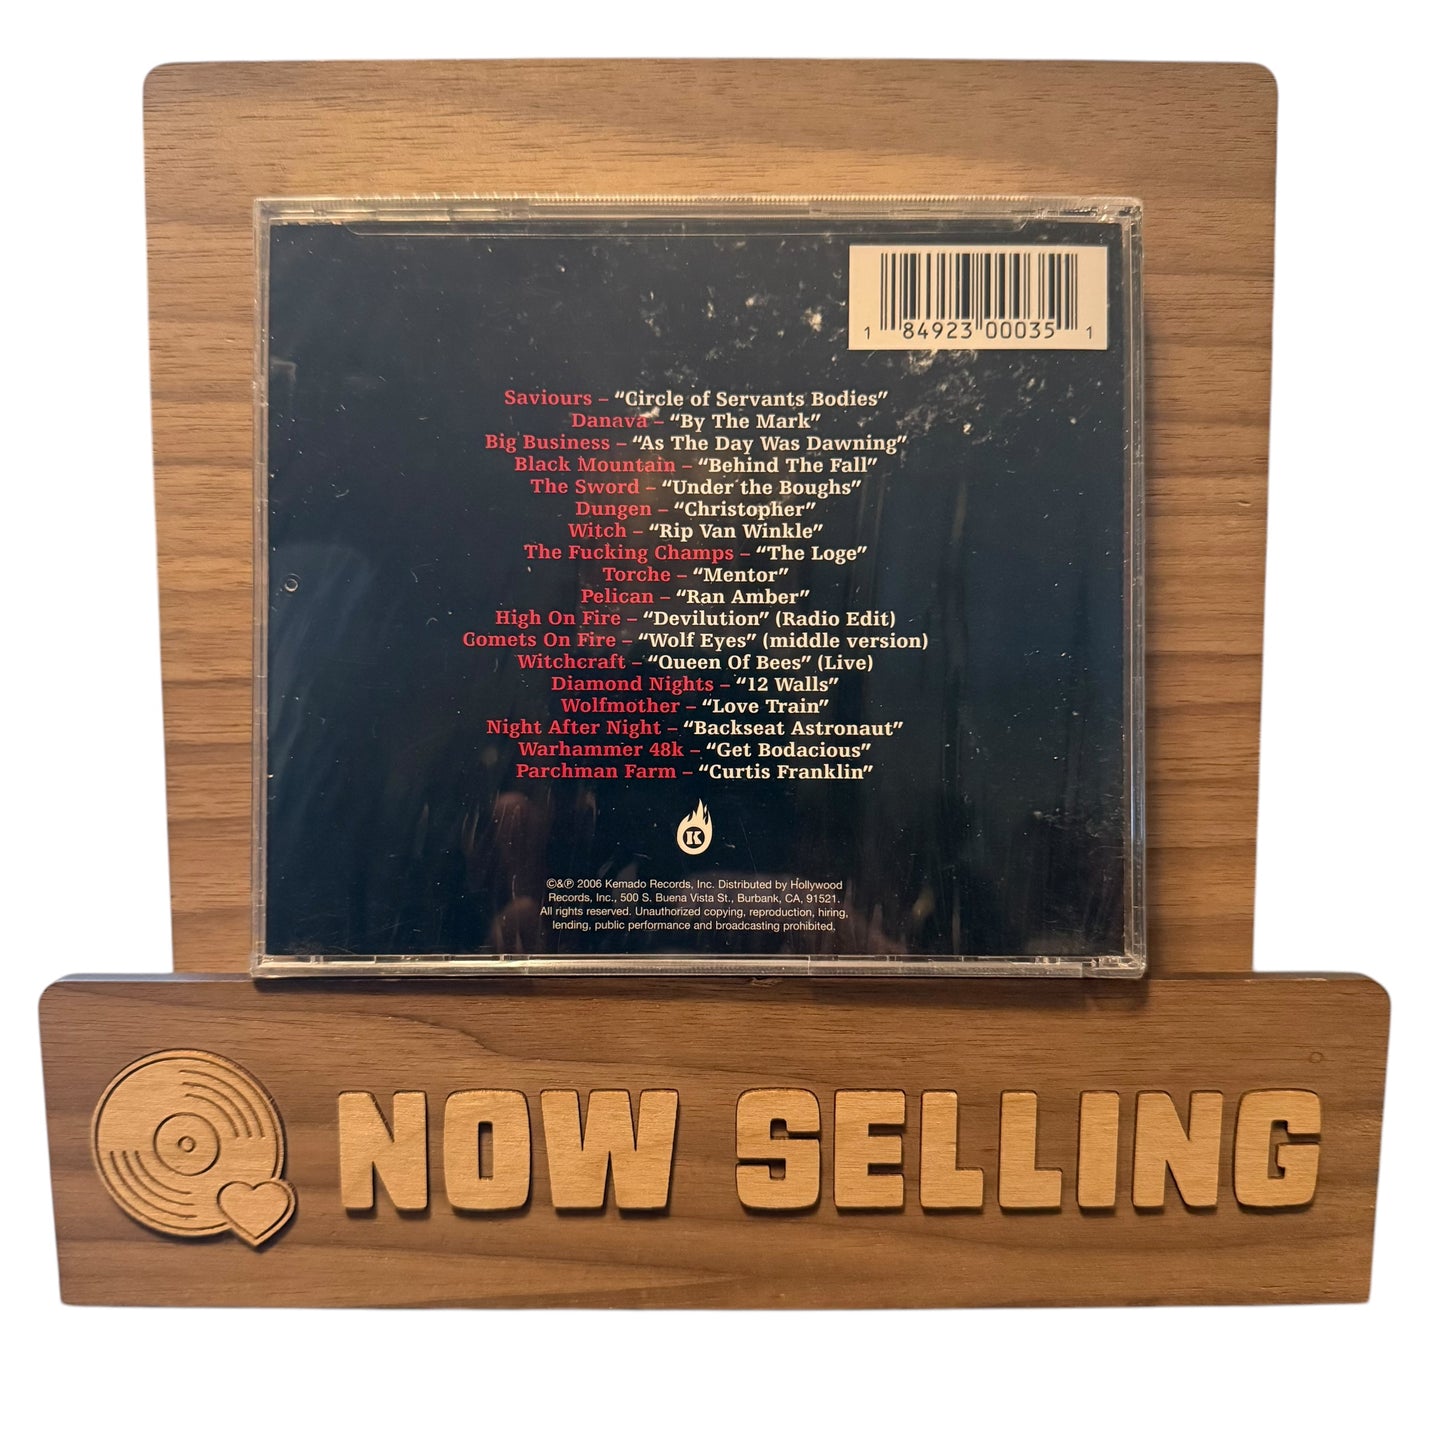 1 84923 00035 1
Saviours – “Circle of Servants Bodies”
Danava – “By The Mark”
Big Business – “As The Day Was Dawning”
Black Mountain – “Behind The Fall”
The Sword – “Under the Boughs”
Dungen – “Christopher”
Witch – “Rip Van Winkle”
The Fucking Champs – “The Loge”
Torche – “Mentor”
Pelican – “Ran Amber”
High On Fire – “Devilution” (Radio Edit)
Gomets On Fire – “Wolf Eyes” (middle version)
Witchcraft – “Queen Of Bees” (Live)
Diamond Nights – “12 Walls”
Wolfmother – “Love Train”
Night After Night – “Backseat Astronaut”
Warhammer 48k – “Get Bodacious”
Parchman Farm – “Curtis Franklin”
K
©&℗ 2006 Kemado Records, Inc. Distributed by Hollywood
Records, Inc., 500 S. Buena Vista St., Burbank, CA, 91521.
All rights reserved. Unauthorized copying, reproduction, hiring,
lending, public performance and broadcasting prohibited.
NOW SELLING